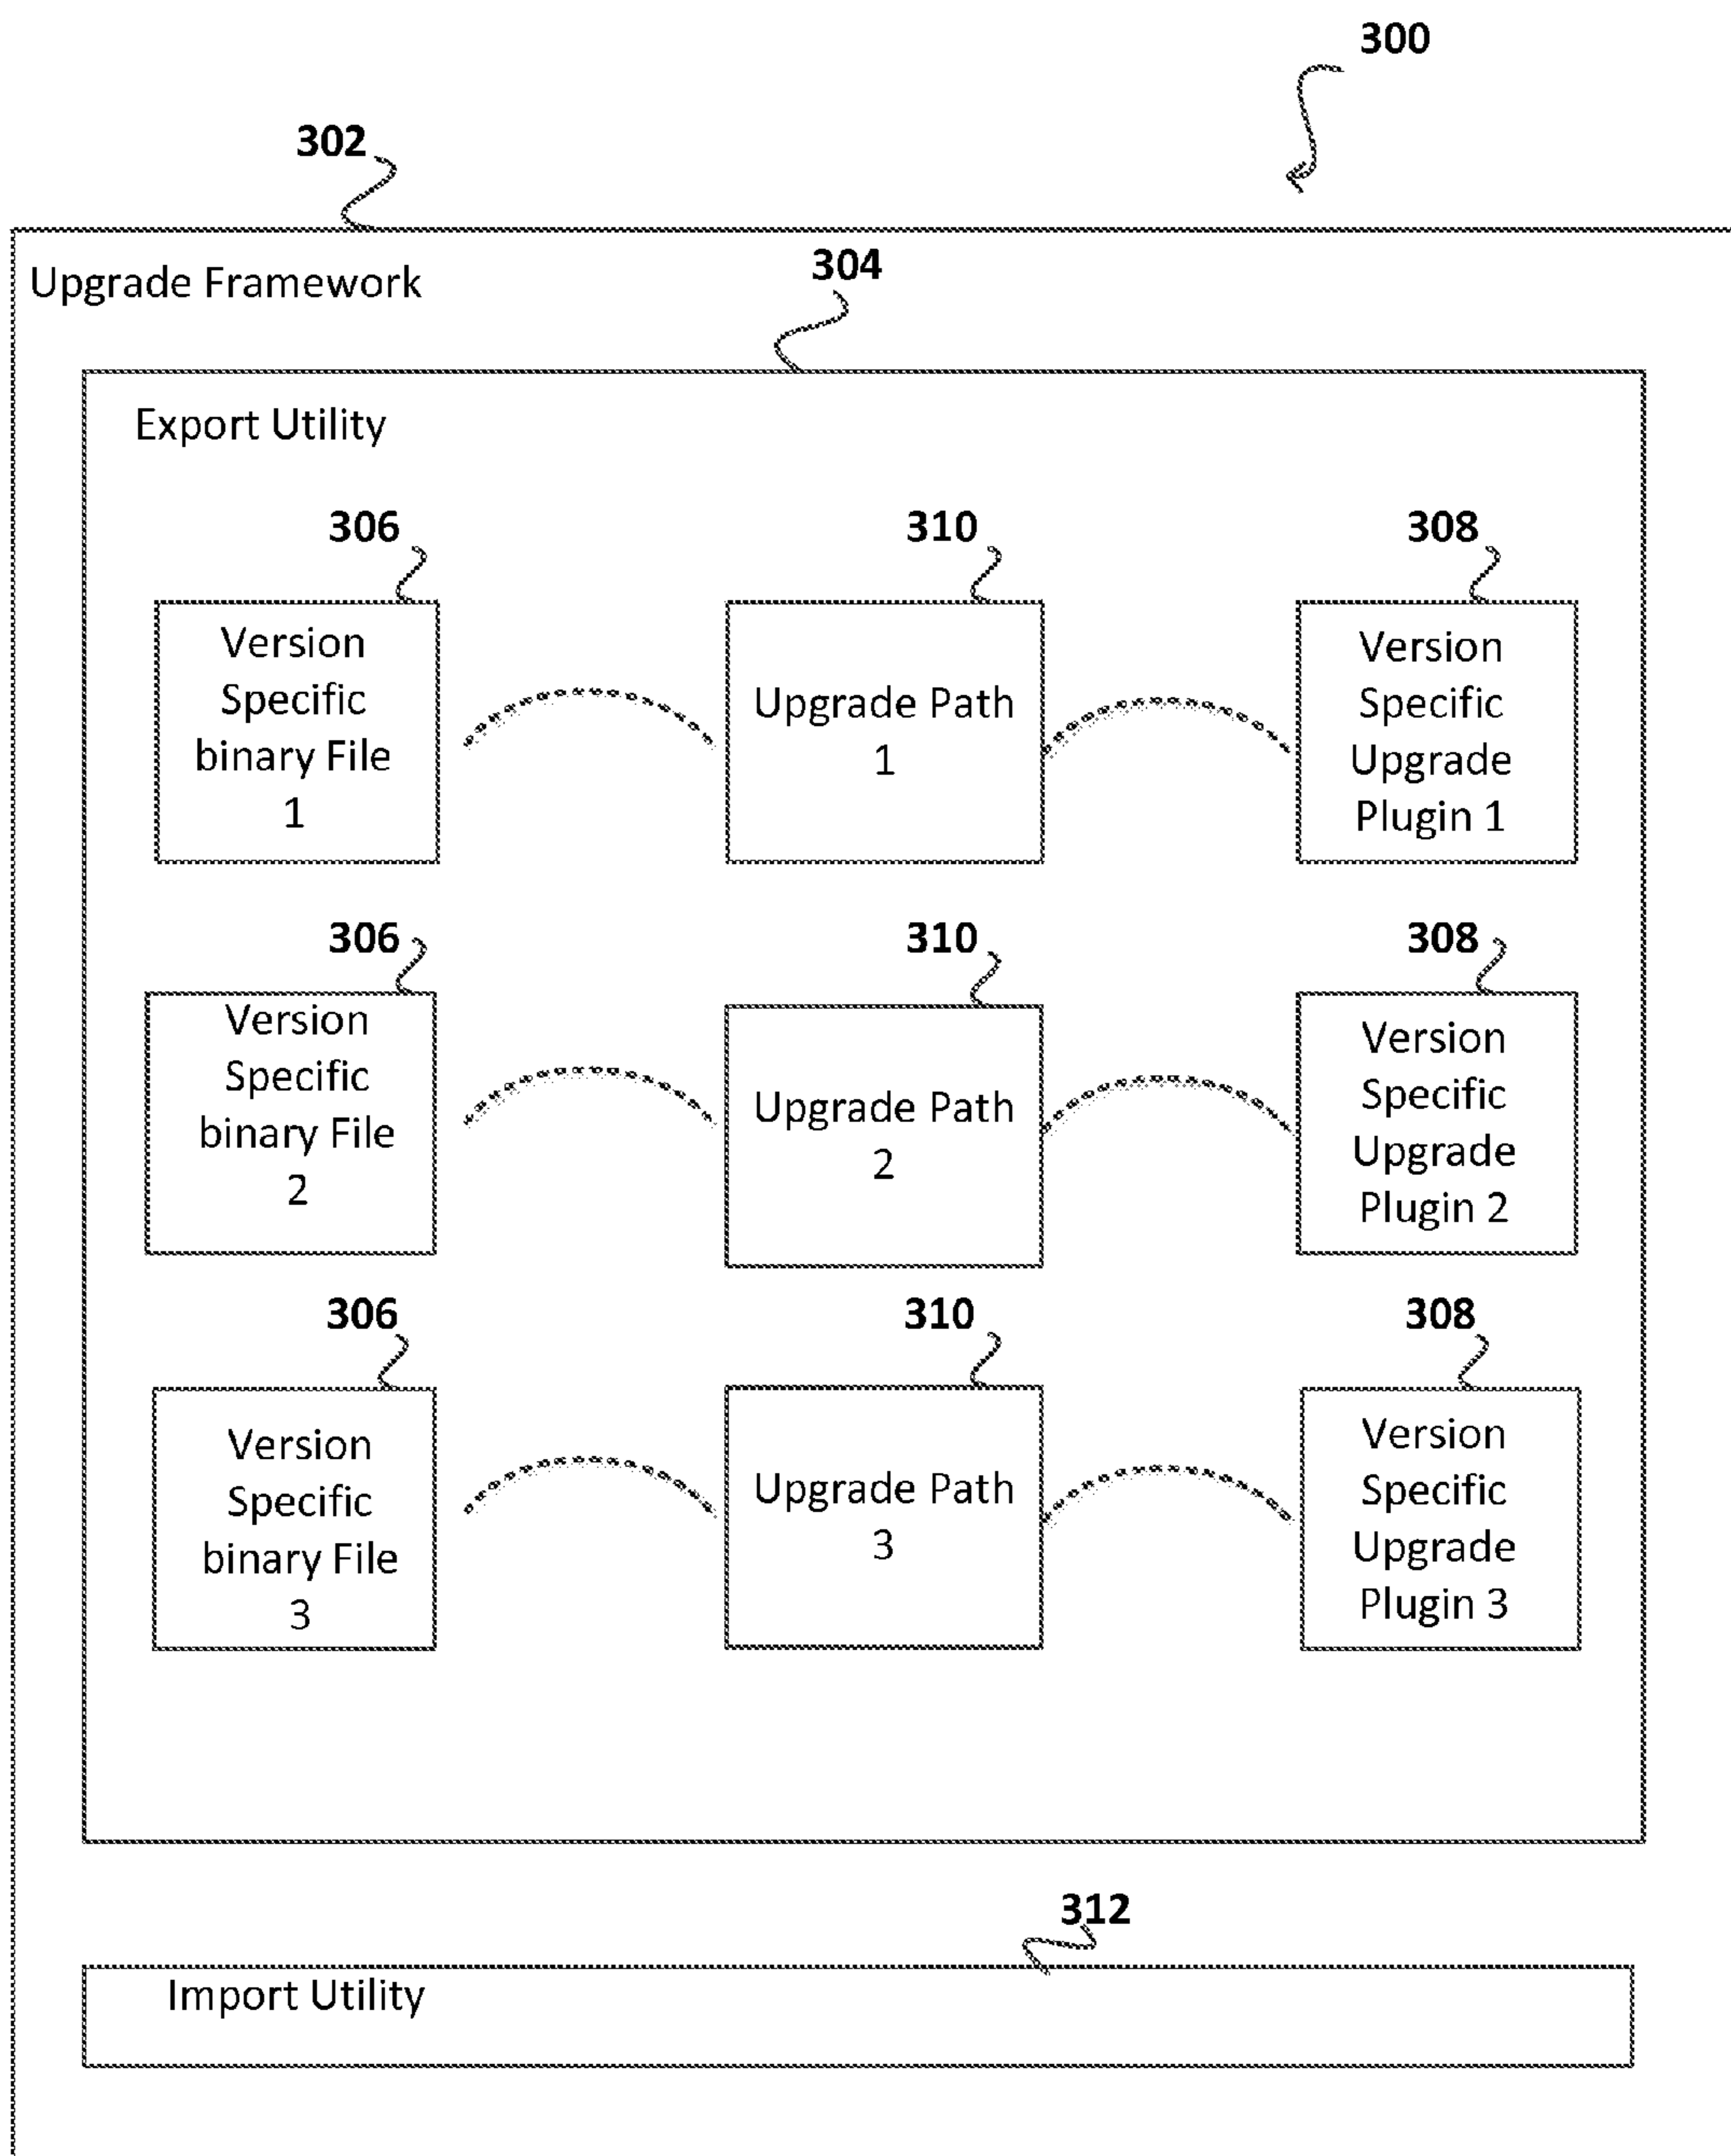 300
302
Upgrade Framework
304
Export Utility
306
310
308
Version
Specific
binary File
1
Upgrade Path
1
Version
Specific
Upgrade
Plugin 1
306
310
308
Version
Specific
binary File
2
Upgrade Path
2
Version
Specific
Upgrade
Plugin 2
306
310
308
Version
Specific
binary File
3
Upgrade Path
3
Version
Specific
Upgrade
Plugin 3
312
Import Utility